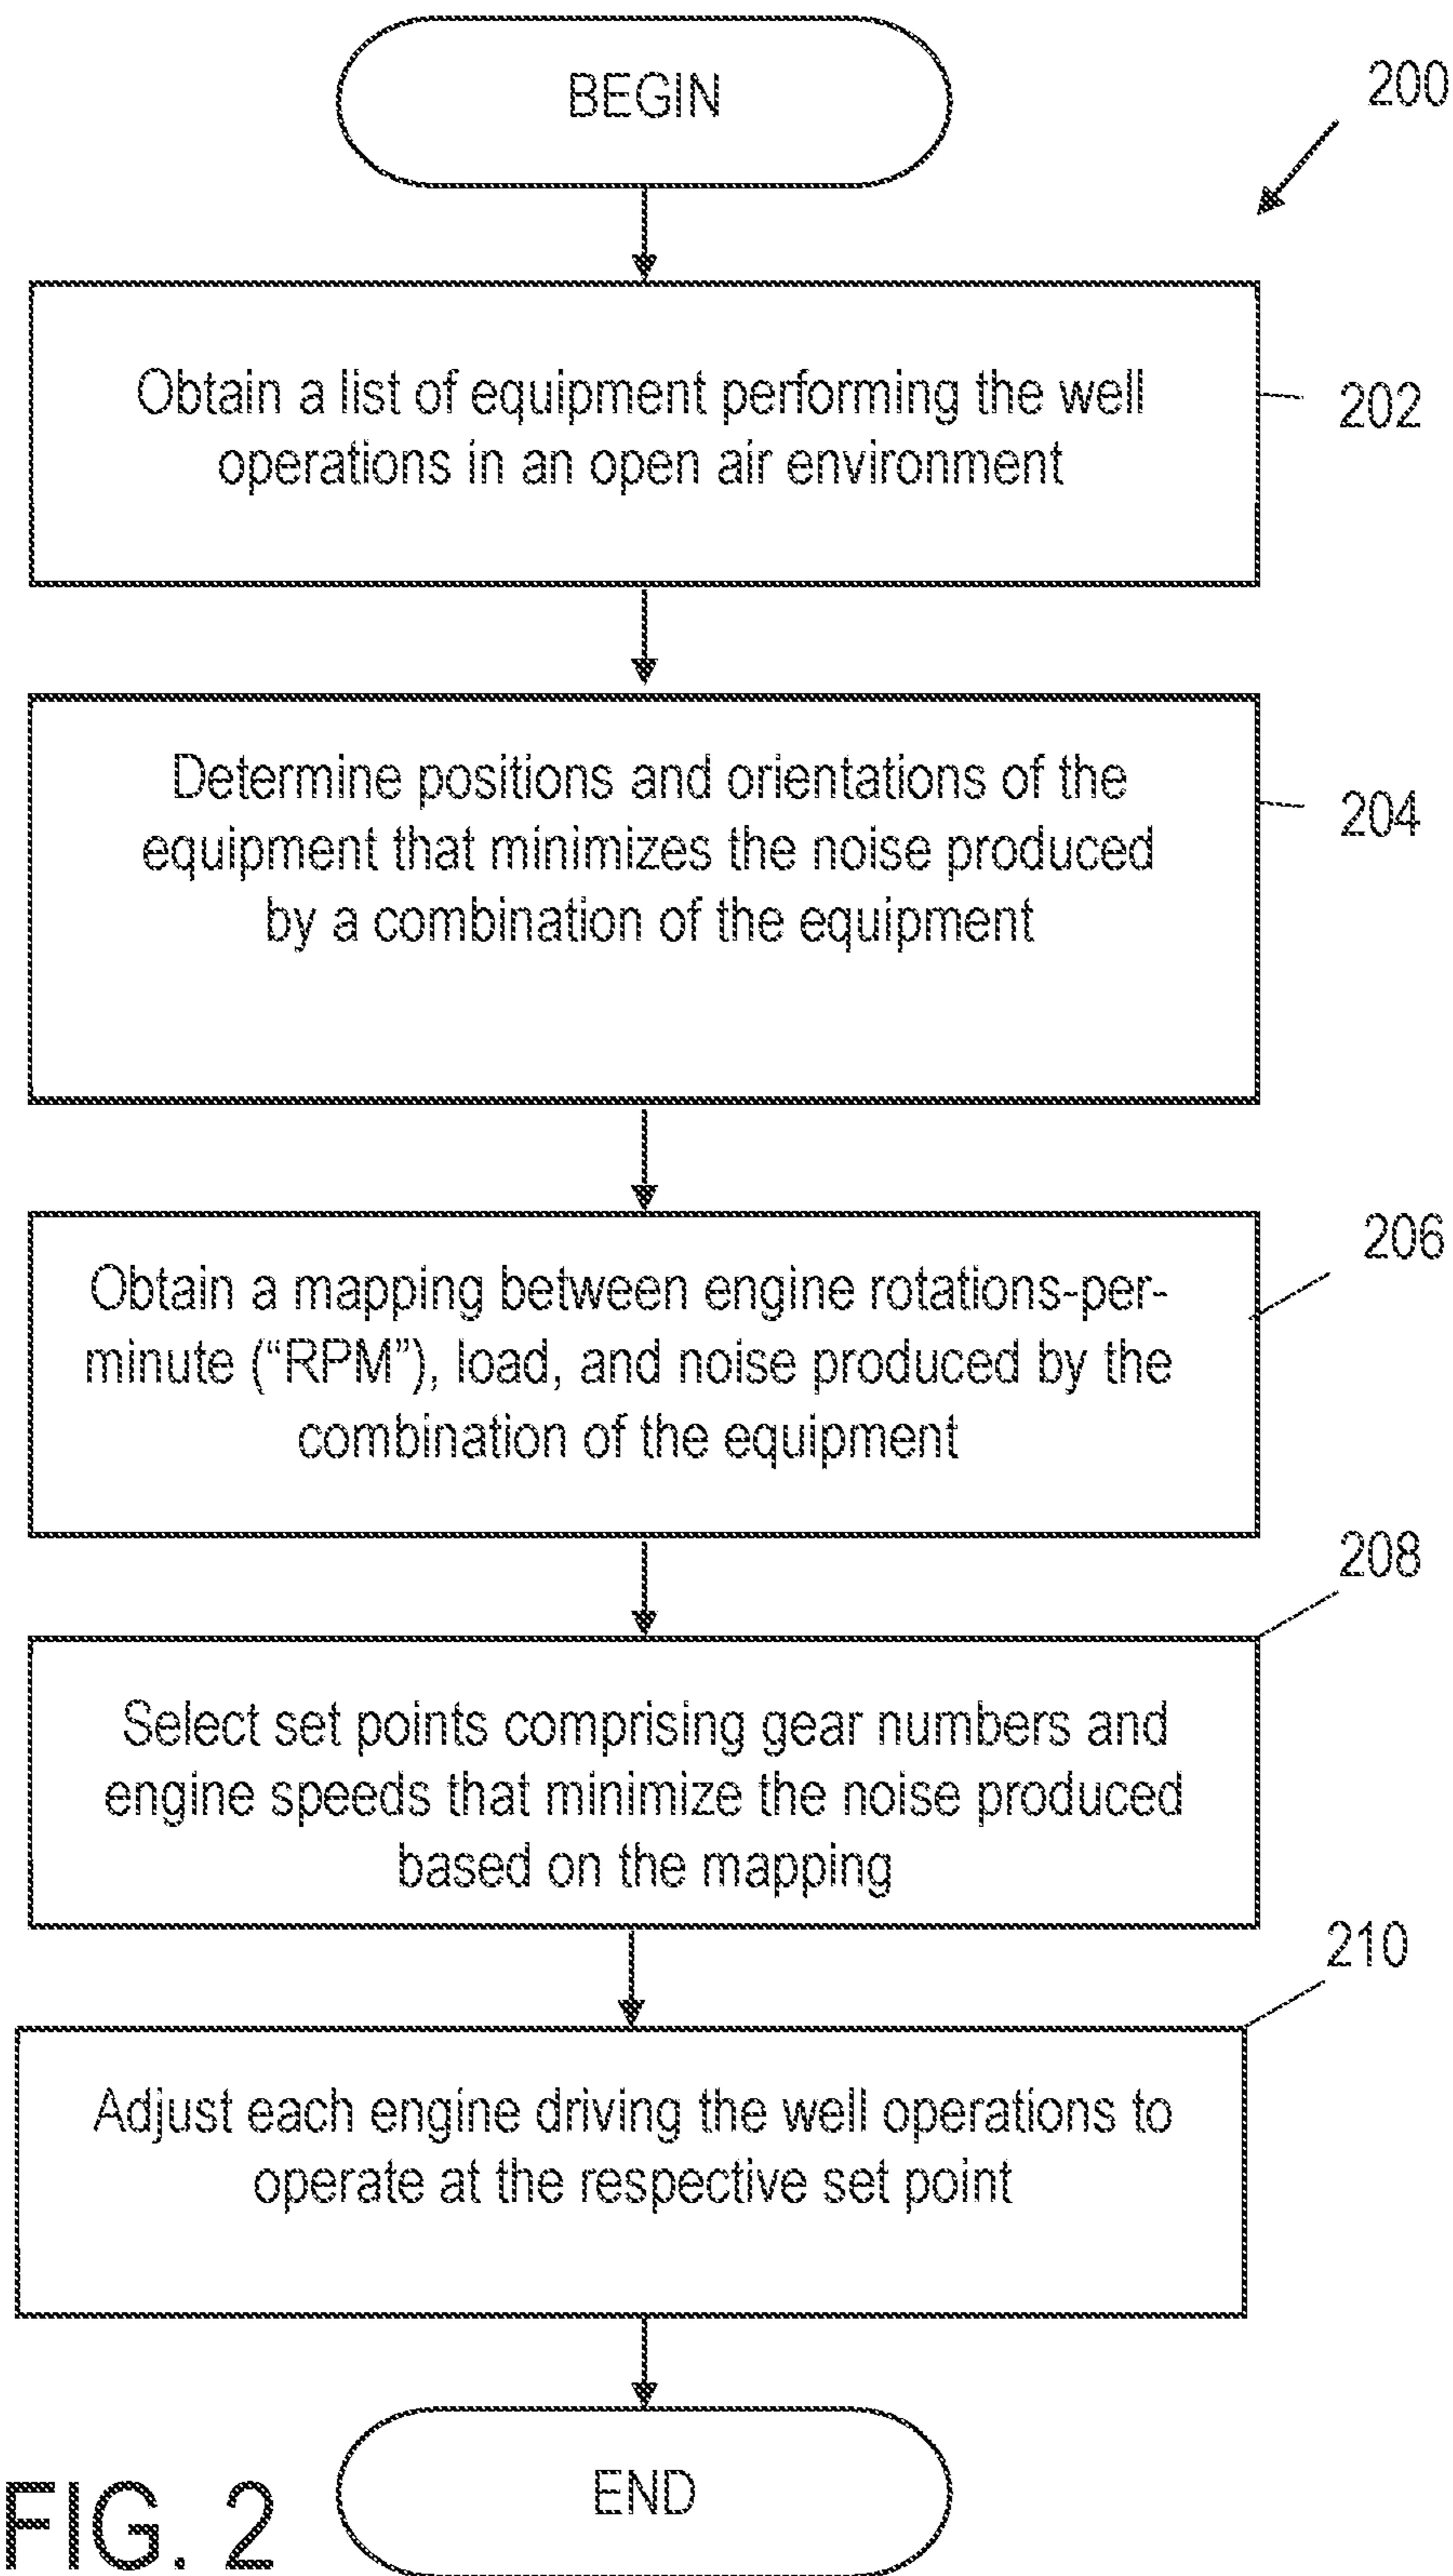 BEGIN
200
Obtain a list of equipment performing the well
operations in an open air environment
202
Determine positions and orientations of the
equipment that minimizes the noise produced
by a combination of the equipment
204
Obtain a mapping between engine rotations-per-
minute (“RPM”), load, and noise produced by the
combination of the equipment
206
Select set points comprising gear numbers and
engine speeds that minimize the noise produced
based on the mapping
208
Adjust each engine driving the well operations to
operate at the respective set point
210
END
FIG. 2